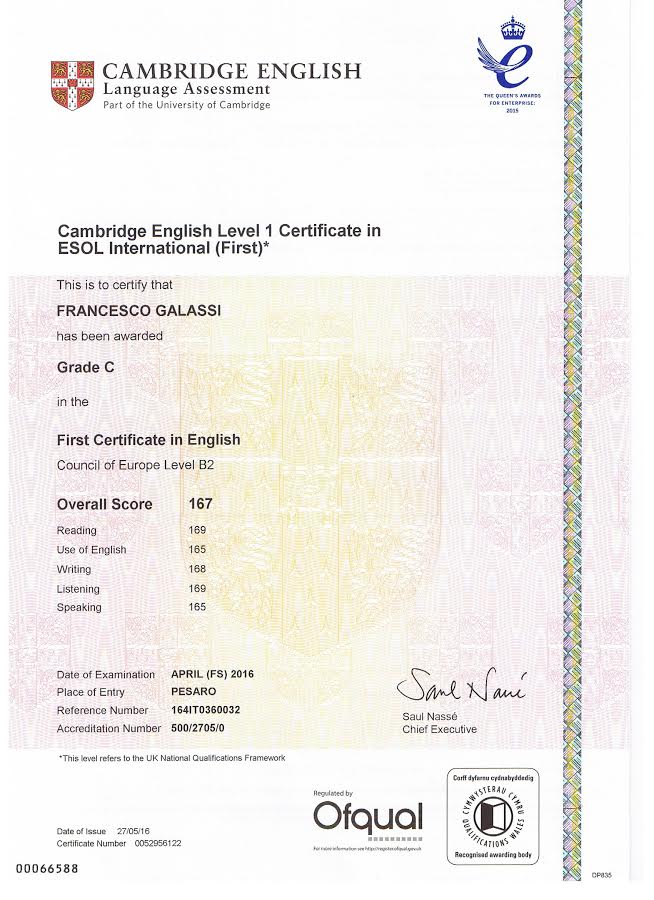 CAMBRIDGE ENGLISH
Language Assessment
Part of the University of Cambridge
THE QUEEN'S AWARDS
FOR ENTERPRISE:
2015
Cambridge English Level 1 Certificate in
ESOL International (First)*
This is to certify that
FRANCESCO GALASSI
has been awarded
Grade C
in the
First Certificate in English
Council of Europe Level B2
Overall Score 167
Reading 169
Use of English 165
Writing 168
Listening 169
Speaking 165
Date of Examination APRIL (FS) 2016
Place of Entry PESARO
Reference Number 164IT0360032
Accreditation Number 500/2705/0
Saul Nassé
Saul Nassé
Chief Executive
*This level refers to the UK National Qualifications Framework
Date of Issue 27/05/16
Certificate Number 0052956122
Regulated by
Ofqual
For more information see http://register.ofqual.gov.uk
Corff dyfarnu cydnabyddedig
CYMWYSTERAU CYMRU
QUALIFICATIONS WALES
Recognised awarding body
00066588
DP835